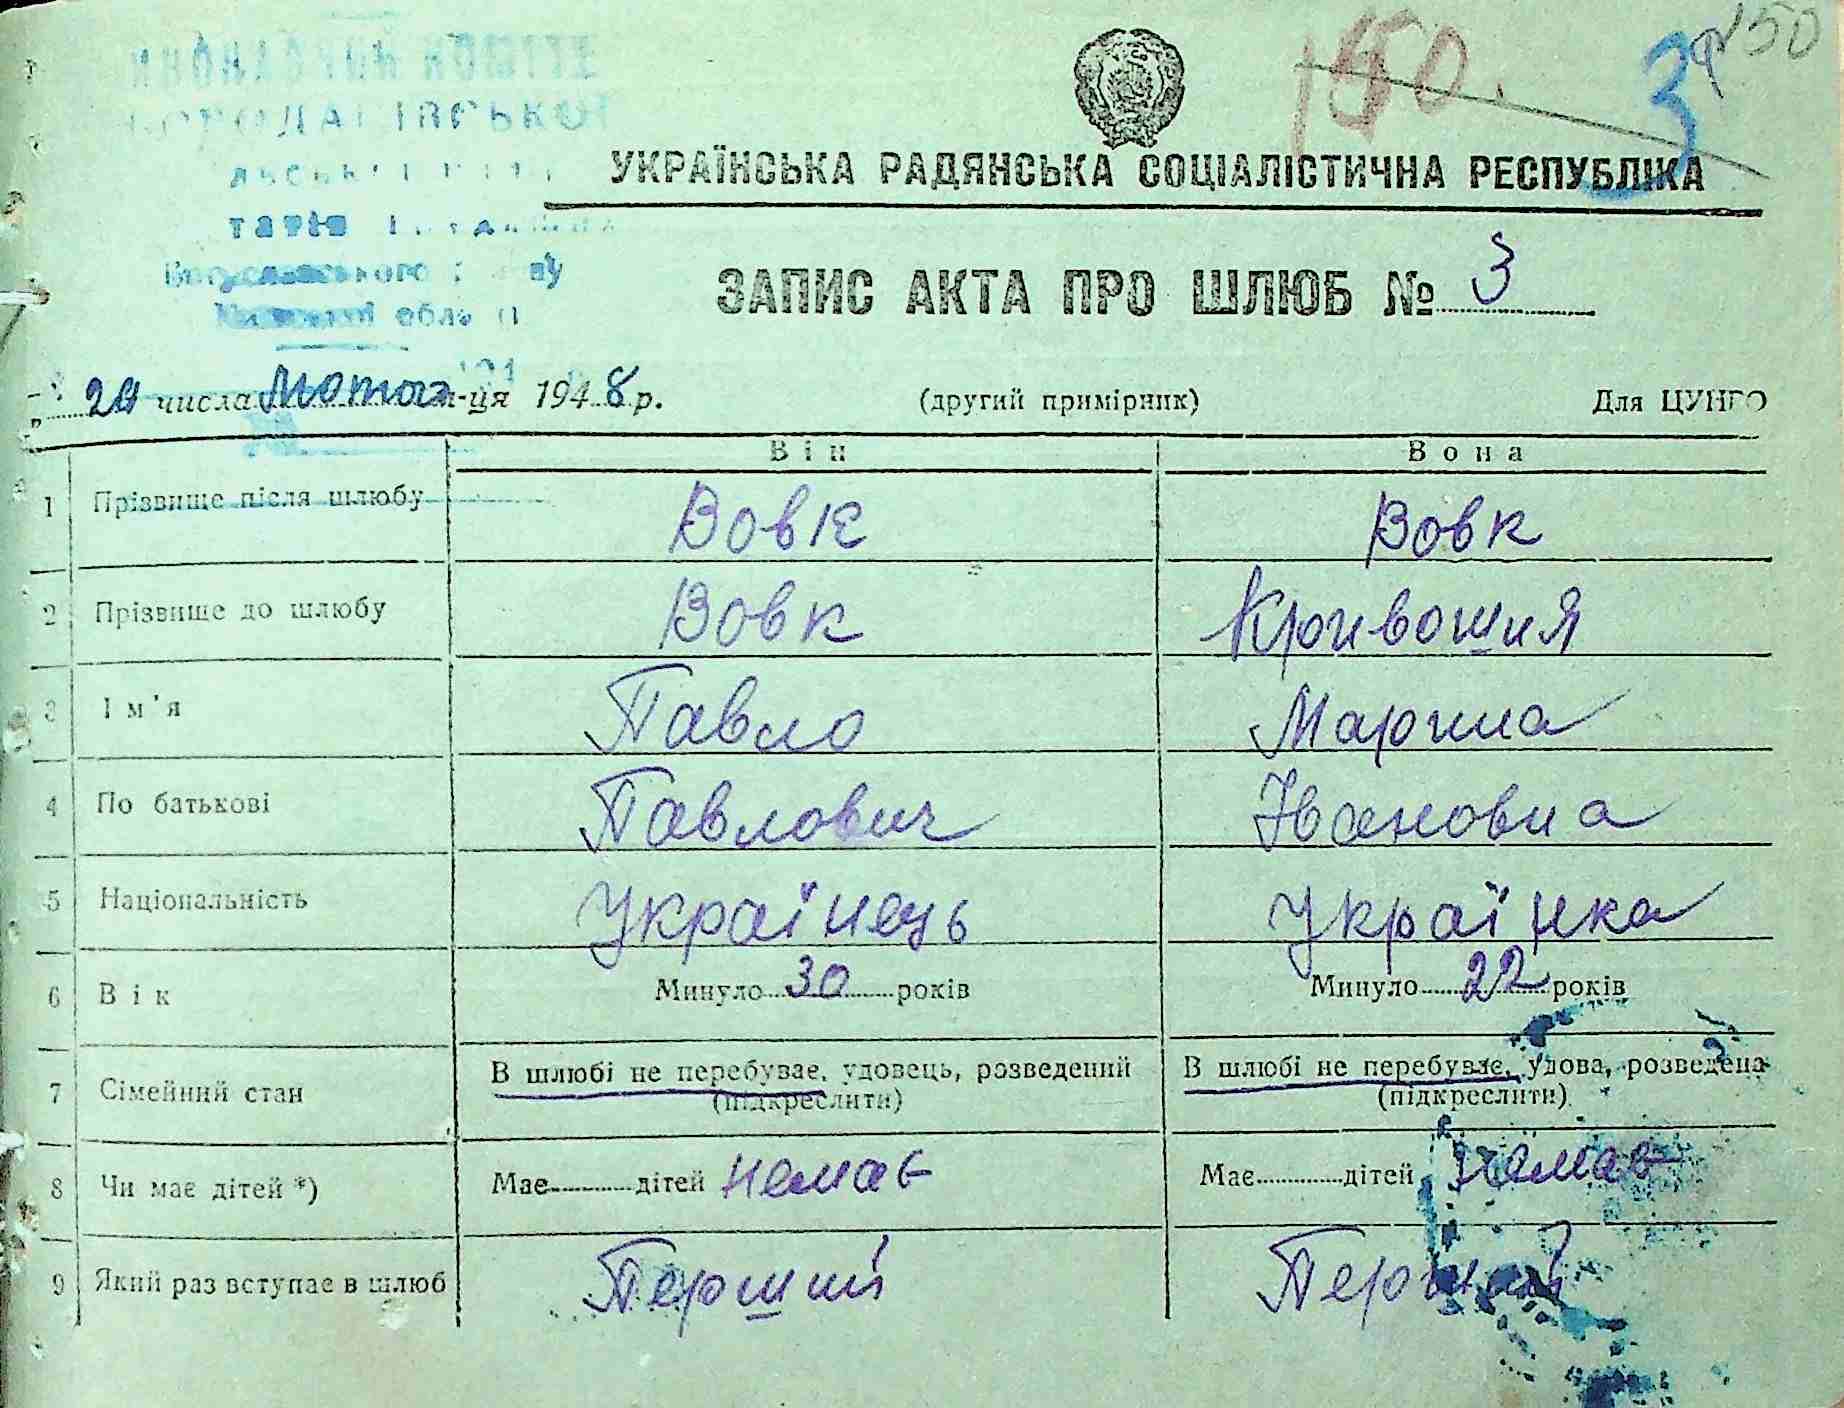 150
150.
3
УКРАЇНСЬКА РАДЯНСЬКА СОЦІАЛІСТИЧНА РЕСПУБЛІКА
ЗАПИС АКТА ПРО ШЛЮБ № 3
числа Лютого м-ця 1948 р. (другий примірник) Для ЦУНГО
Він Вона
1 Прізвище після шлюбу Вовк Вовк
2 Прізвище до шлюбу Вовк Кривошия
3 Ім'я Павло Марина
4 По батькові Павлович Івановна
5 Національність Українець Українка
6 Вік Минуло 30 років Минуло 22 років
7 Сімейний стан В шлюбі не перебуває, удовець, розведений (підкреслити) В шлюбі не перебуває, удова, розведена (підкреслити)
8 Чи має дітей *) Має дітей немає Має дітей немає
9 Який раз вступає в шлюб Перший Перший